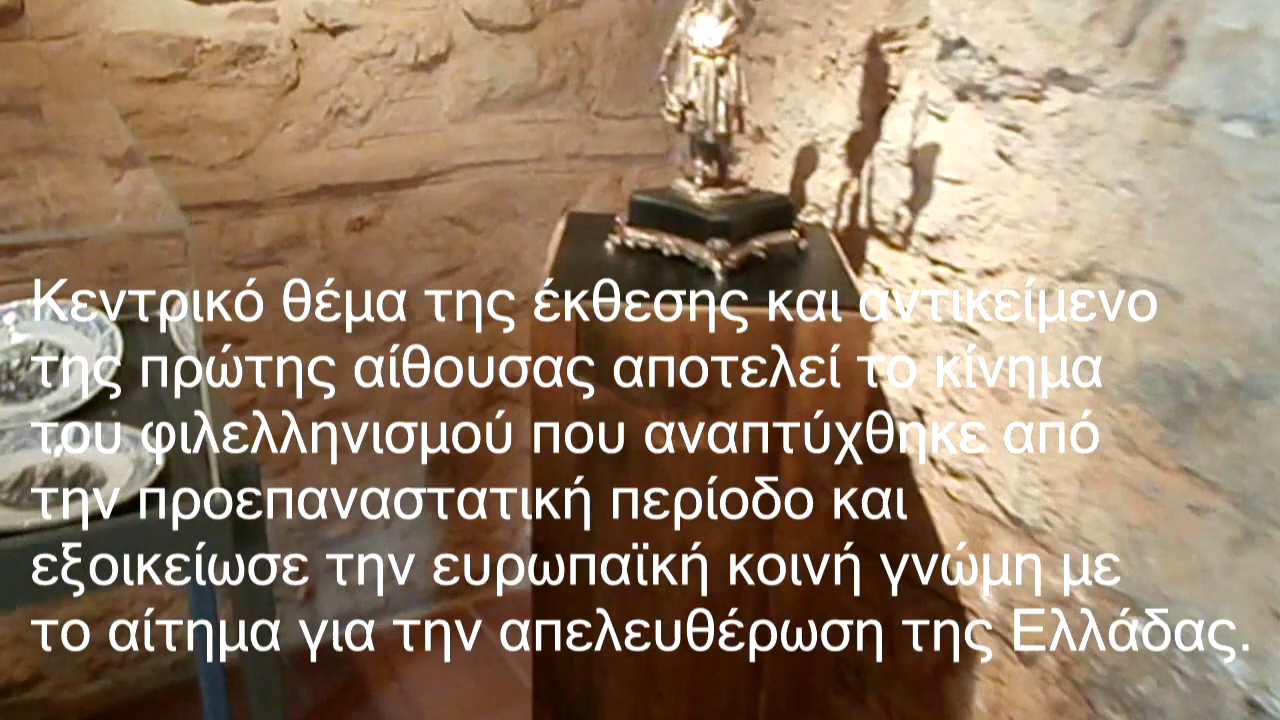 Κεντρικό θέμα της έκθεσης και αντικείμενο
της πρώτης αίθουσας αποτελεί το κίνημα
του φιλελληνισμού που αναπτύχθηκε από
την προεπαναστατική περίοδο και
εξοικείωσε την ευρωπαϊκή κοινή γνώμη με
το αίτημα για την απελευθέρωση της Ελλάδας.